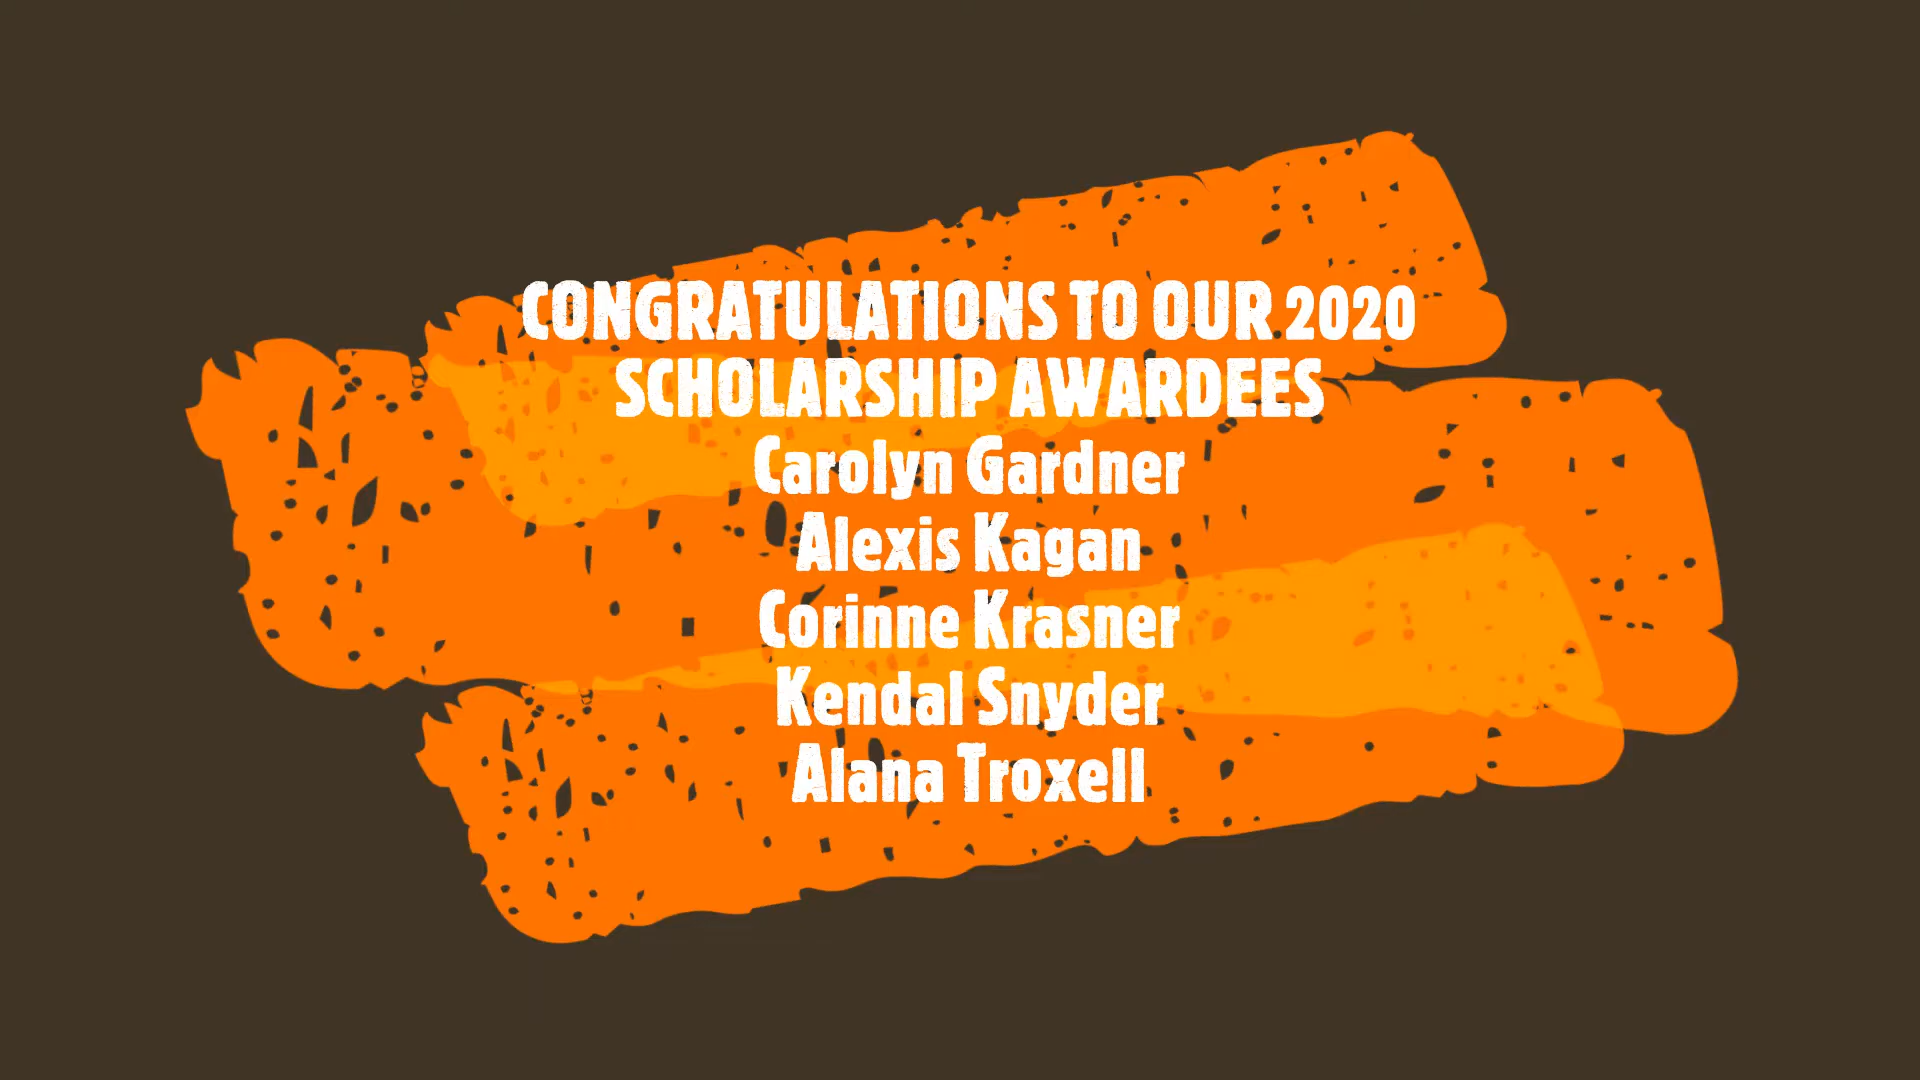 CONGRATULATIONS TO OUR 2020
SCHOLARSHIP AWARDEES
Carolyn Gardner
Alexis Kagan
Corinne Krasner
Kendal Snyder
Alana Troxell